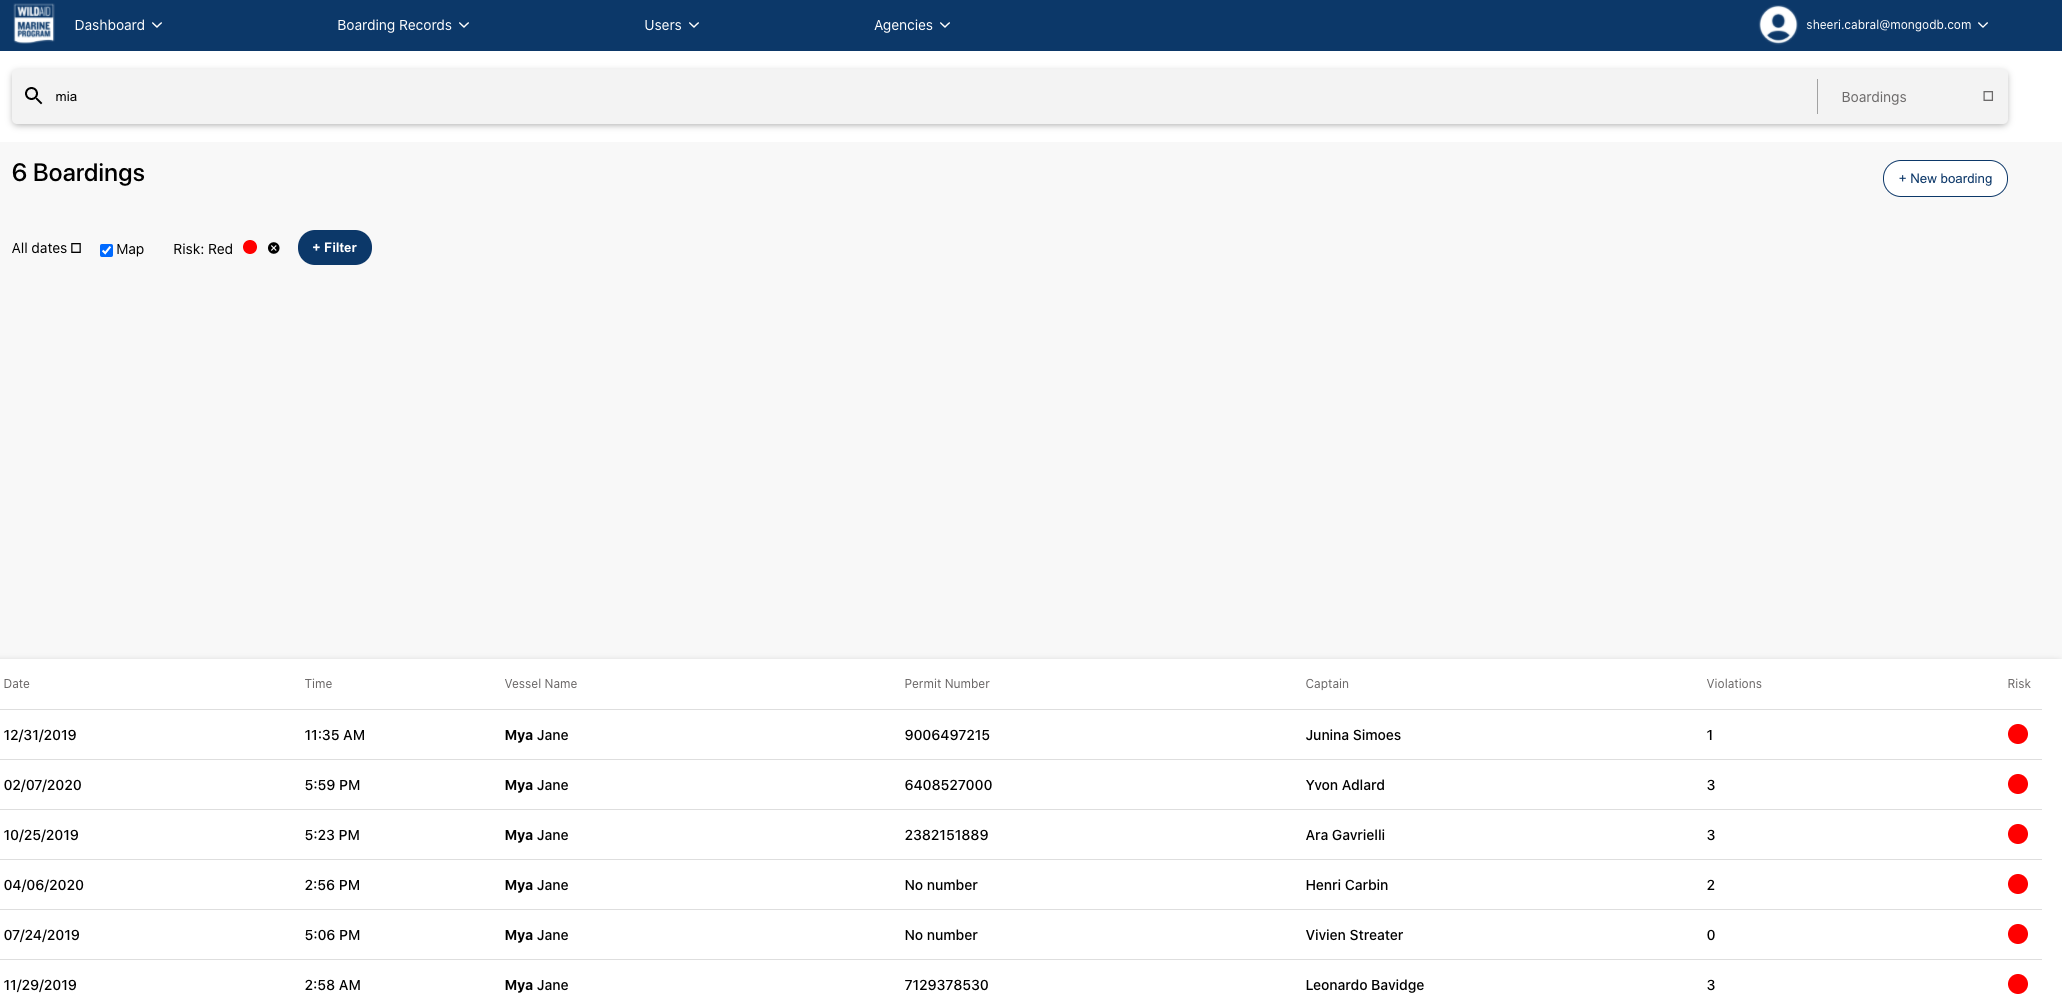 WILDAID MARINE PROGRAM Dashboard Boarding Records Users Agencies sheeri.cabral@mongodb.com
mia Boardings
6 Boardings
+ New boarding
All dates Map Risk: Red + Filter
Date Time Vessel Name Permit Number Captain Violations Risk
12/31/2019 11:35 AM Mya Jane 9006497215 Junina Simoes 1
02/07/2020 5:59 PM Mya Jane 6408527000 Yvon Adlard 3
10/25/2019 5:23 PM Mya Jane 2382151889 Ara Gavrielli 3
04/06/2020 2:56 PM Mya Jane No number Henri Carbin 2
07/24/2019 5:06 PM Mya Jane No number Vivien Streater 0
11/29/2019 2:58 AM Mya Jane 7129378530 Leonardo Bavidge 3